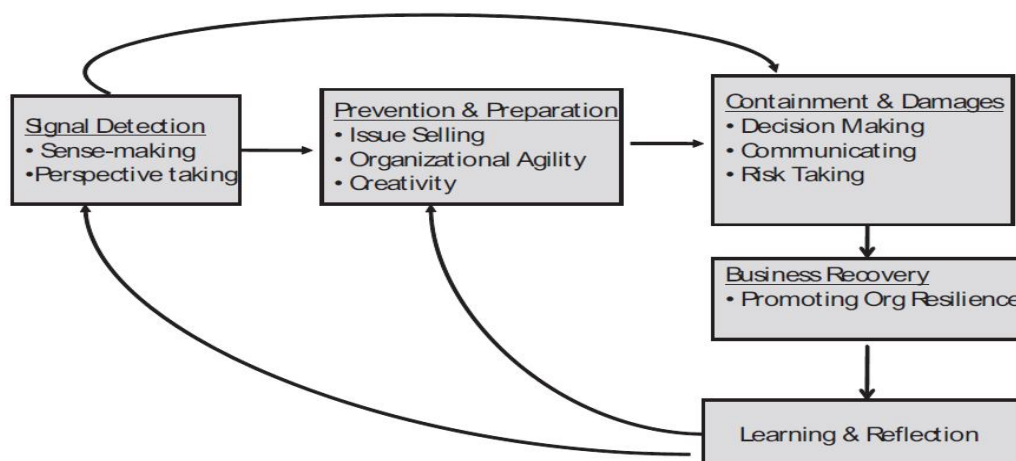 Signal Detection
• Sense-making
•Perspective taking
Prevention & Preparation
• Issue Selling
• Organizational Agility
• Creativity
Containment & Damages
• Decision Making
• Communicating
• Risk Taking
Business Recovery
• Promoting Org Resilience
Learning & Reflection